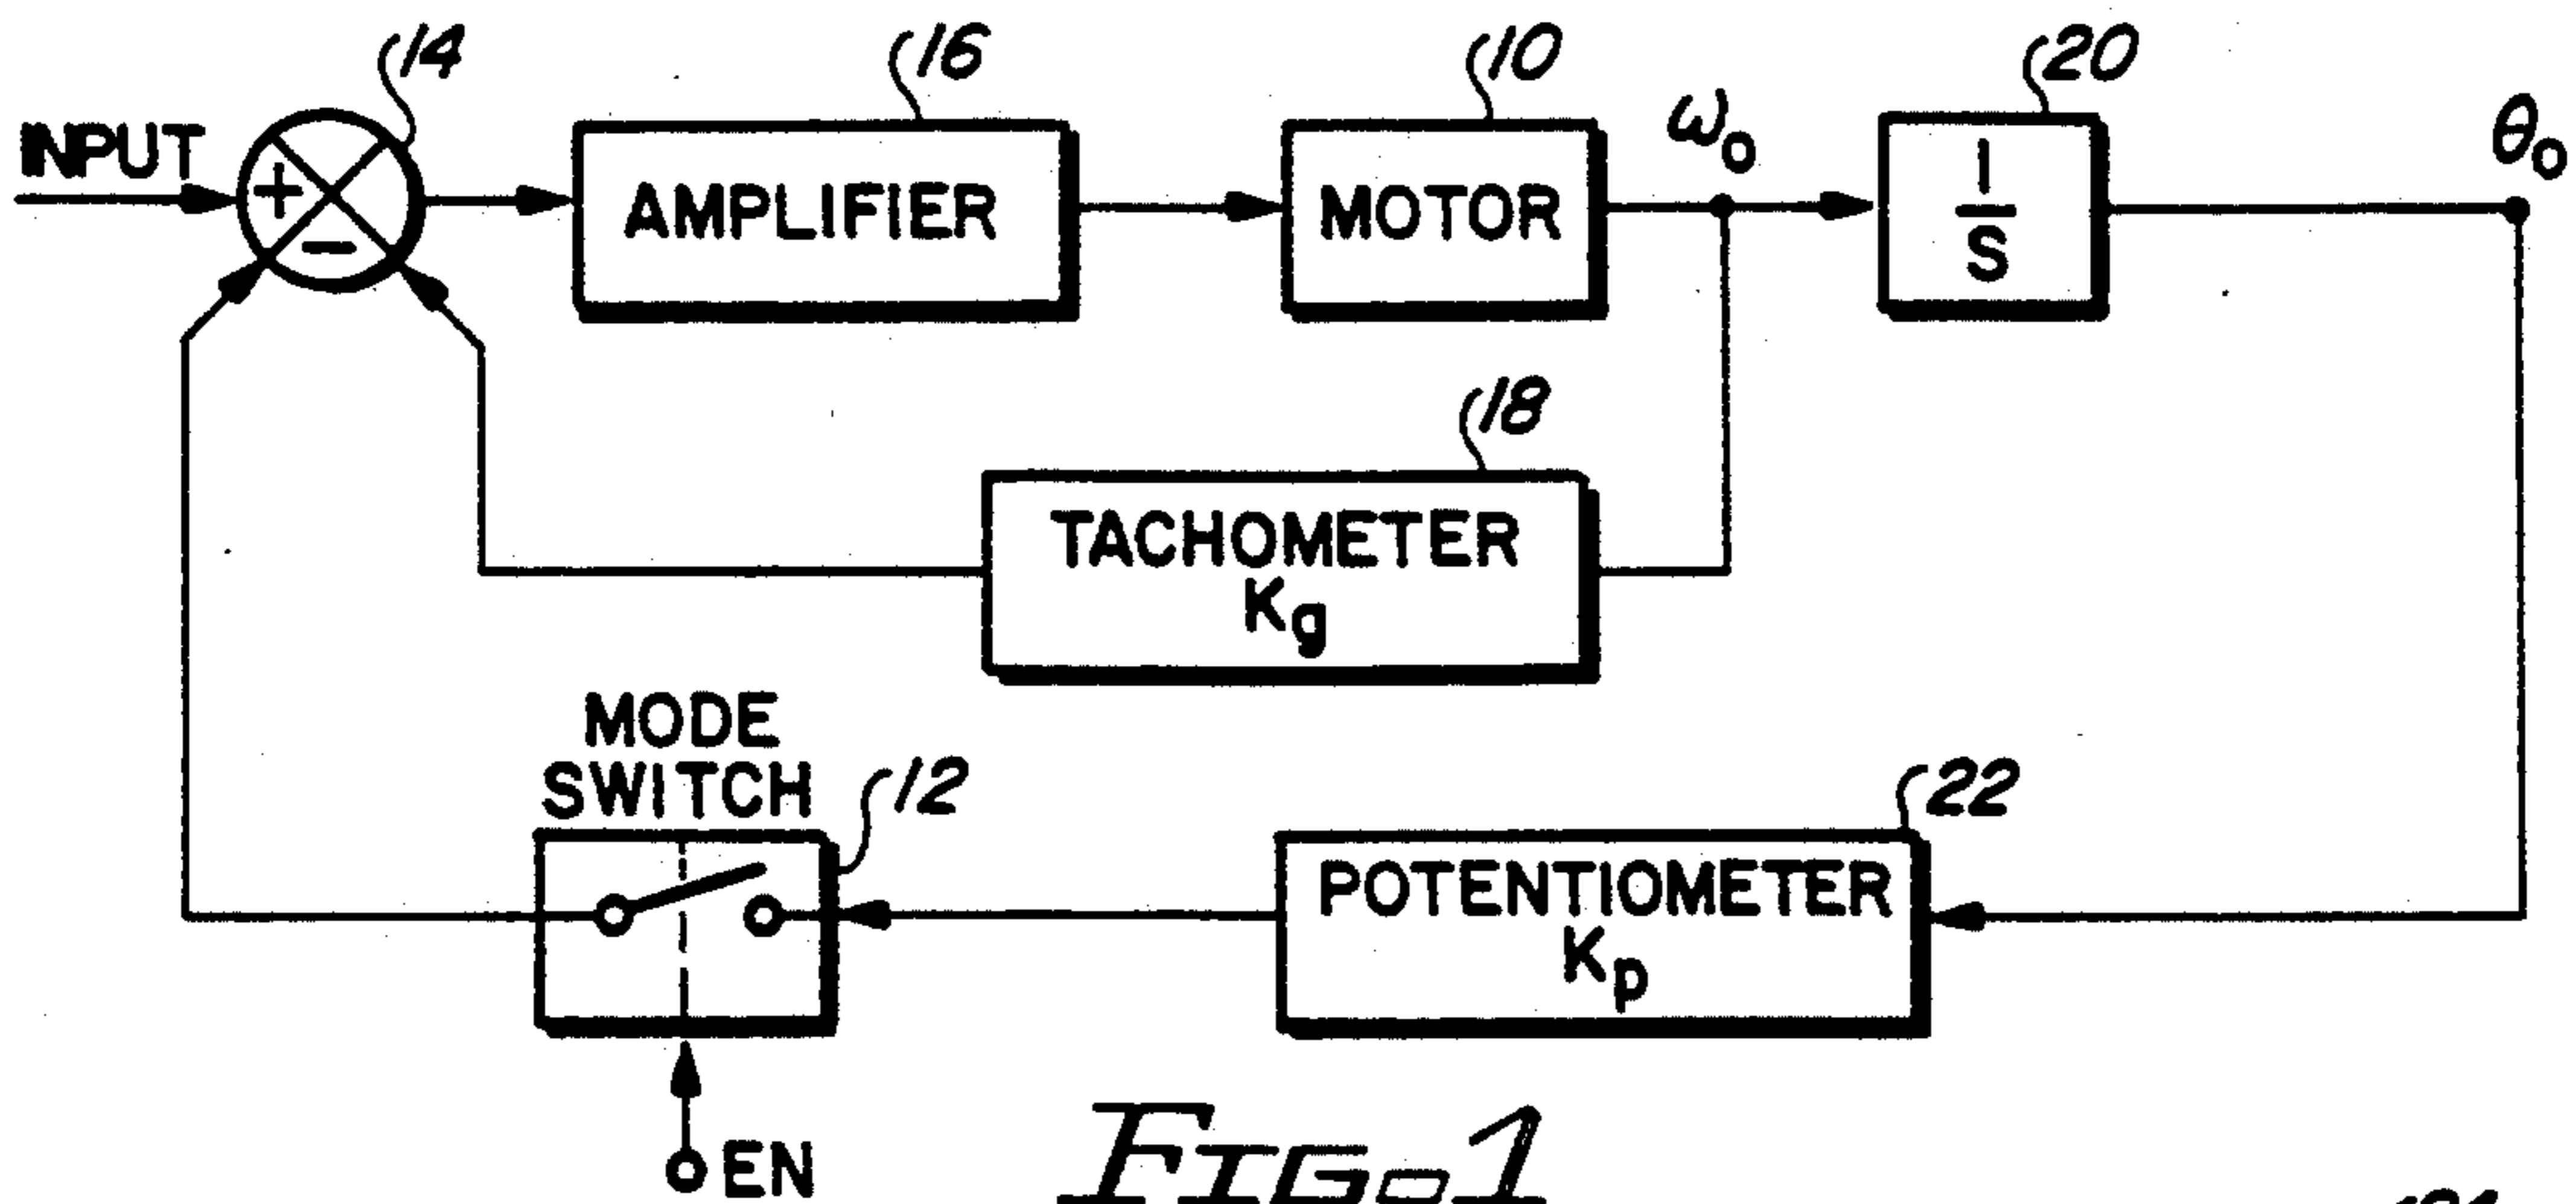 14
16
10
20
INPUT
+
−
AMPLIFIER
MOTOR
ω₀
1
S
θ₀
18
TACHOMETER
Kg
MODE
SWITCH
12
22
POTENTIOMETER
Kp
EN
FIG. 1